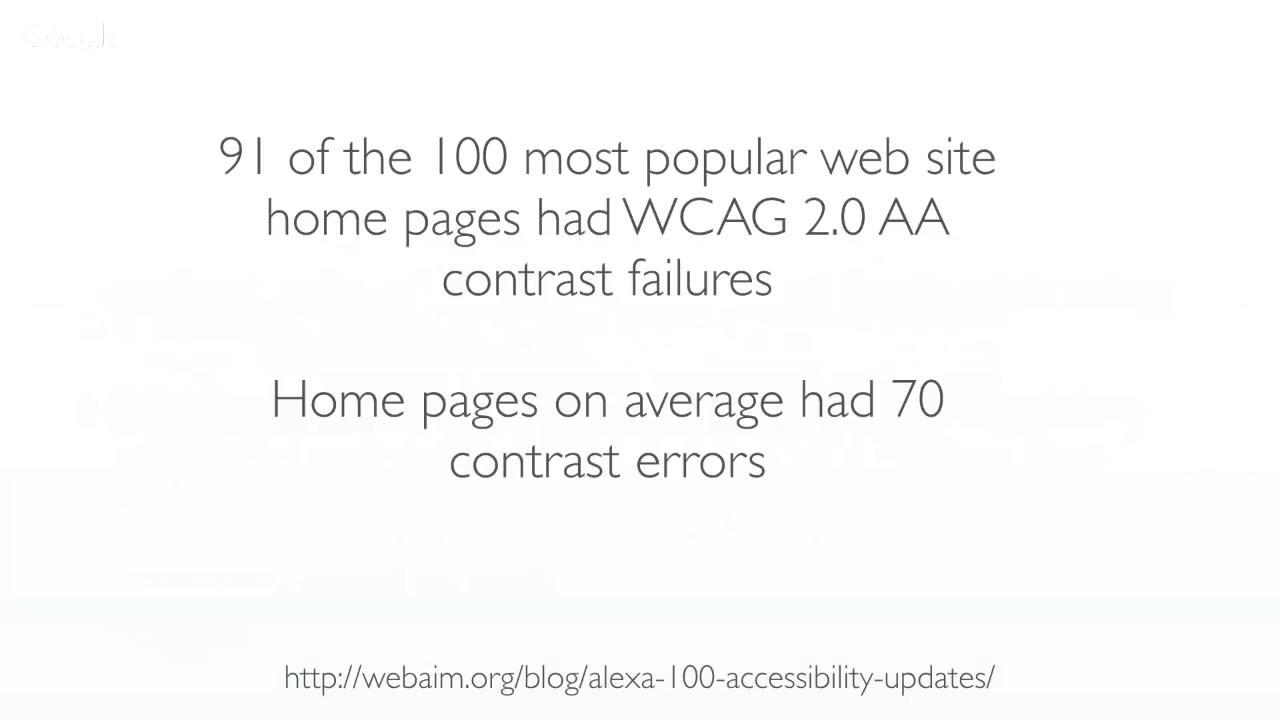 Google
91 of the 100 most popular web site
home pages had WCAG 2.0 AA
contrast failures
Home pages on average had 70
contrast errors
http://webaim.org/blog/alexa-100-accessibility-updates/